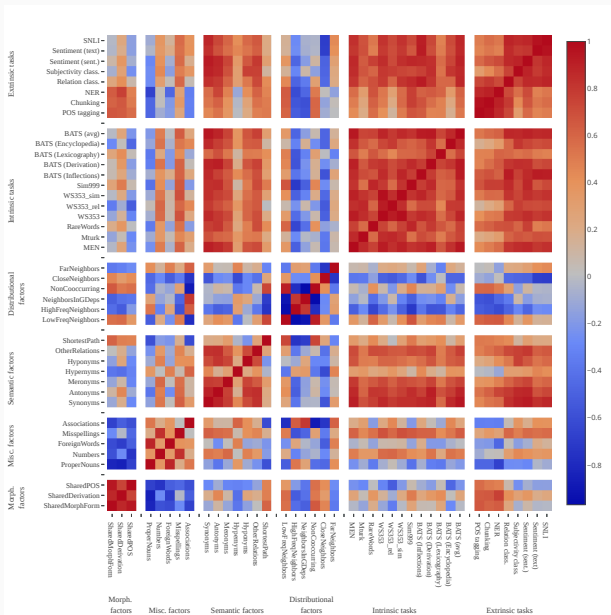 Extrinsic tasks
SNLI
Sentiment (text)
Sentiment (sent.)
Subjectivity class.
Relation class.
NER
Chunking
POS tagging
Intrinsic tasks
BATS (avg)
BATS (Encyclopedia)
BATS (Lexicography)
BATS (Derivation)
BATS (Inflections)
Sim999
WS353_sim
WS353_rel
WS353
RareWords
Mturk
MEN
Distributional
factors
FarNeighbors
CloseNeighbors
NonCooccurring
NeighborsInGDeps
HighFreqNeighbors
LowFreqNeighbors
Semantic factors
ShortestPath
OtherRelations
Hyponyms
Hypernyms
Meronyms
Antonyms
Synonyms
Misc. factors
Associations
Misspellings
ForeignWords
Numbers
ProperNouns
Morph.
factors
SharedPOS
SharedDerivation
SharedMorphForm
SharedMorphForm
SharedDerivation
SharedPOS
ProperNouns
Numbers
ForeignWords
Misspellings
Associations
Synonyms
Antonyms
Meronyms
Hypernyms
Hyponyms
OtherRelations
ShortestPath
LowFreqNeighbors
HighFreqNeighbors
NeighborsInGDeps
NonCooccurring
CloseNeighbors
FarNeighbors
MEN
Mturk
RareWords
WS353
WS353_rel
WS353_sim
Sim999
BATS (Inflections)
BATS (Derivation)
BATS (Lexicography)
BATS (Encyclopedia)
BATS (avg)
POS tagging
Chunking
NER
Relation class.
Subjectivity class.
Sentiment (sent.)
Sentiment (text)
SNLI
Morph.
factors
Misc. factors
Semantic factors
Distributional
factors
Intrinsic tasks
Extrinsic tasks
1
0.8
0.6
0.4
0.2
0
−0.2
−0.4
−0.6
−0.8